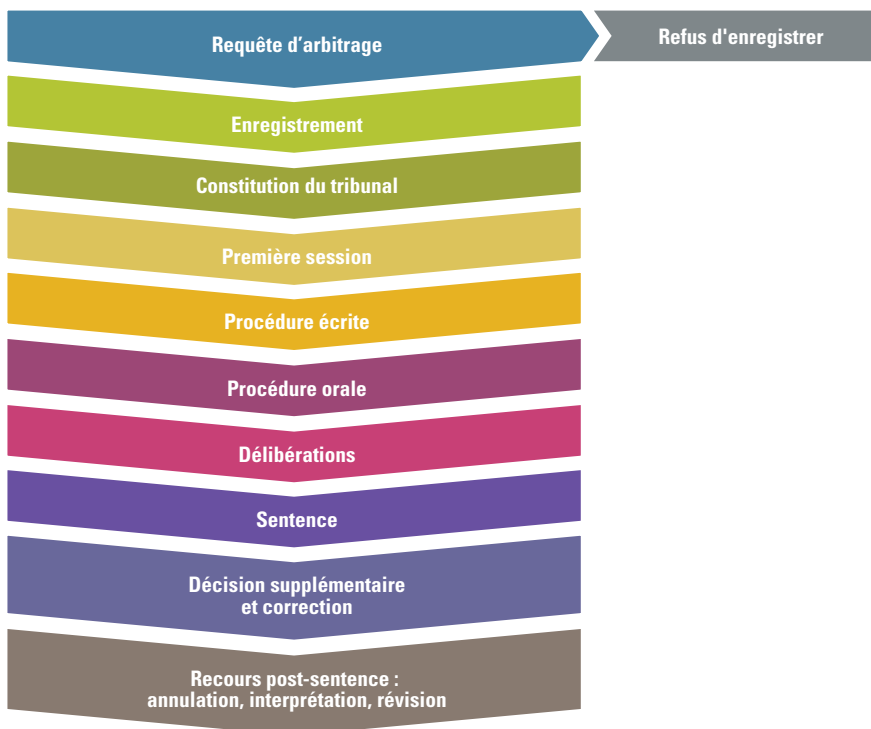 Requête d’arbitrage
Refus d'enregistrer
Enregistrement
Constitution du tribunal
Première session
Procédure écrite
Procédure orale
Délibérations
Sentence
Décision supplémentaire
et correction
Recours post-sentence :
annulation, interprétation, révision